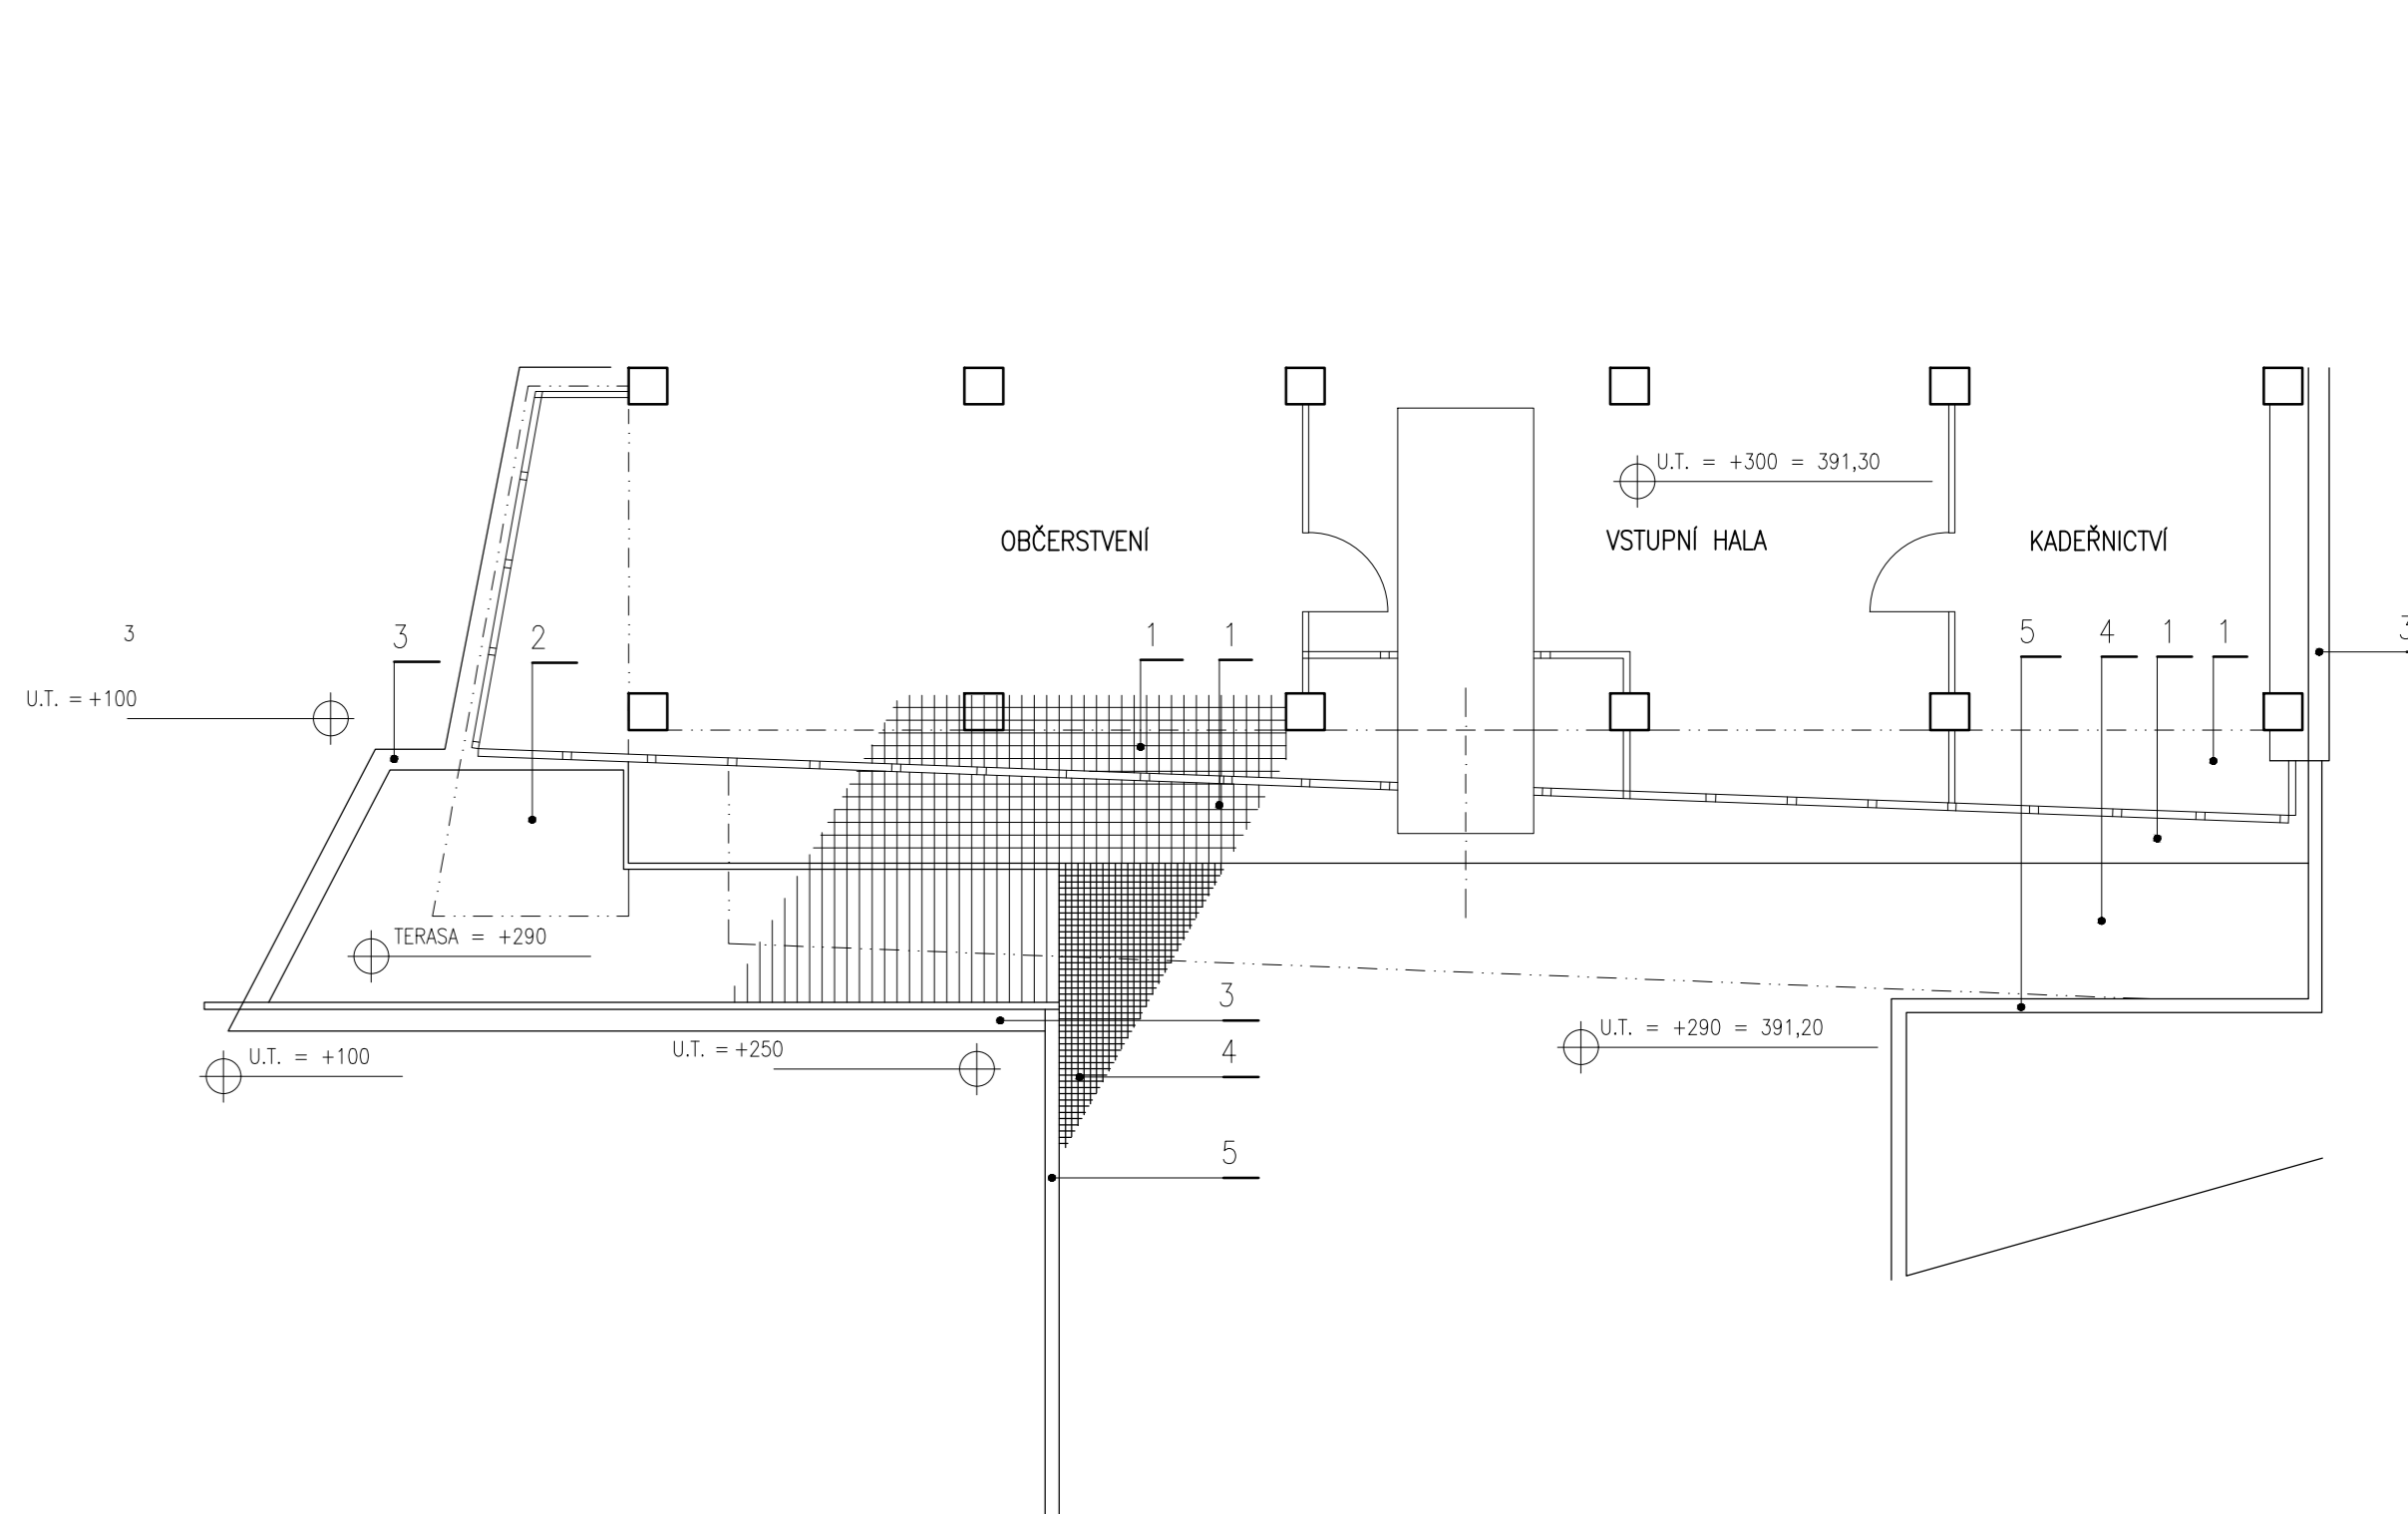 U.T. = +300 = 391,30
OBČERSTVENÍ
VSTUPNÍ HALA
KADEŘNICTVÍ
3
3
2
1
1
5
4
1
1
3
U.T. = +100
TERASA = +290
3
U.T. = +290 = 391,20
U.T. = +100
U.T. = +250
4
5